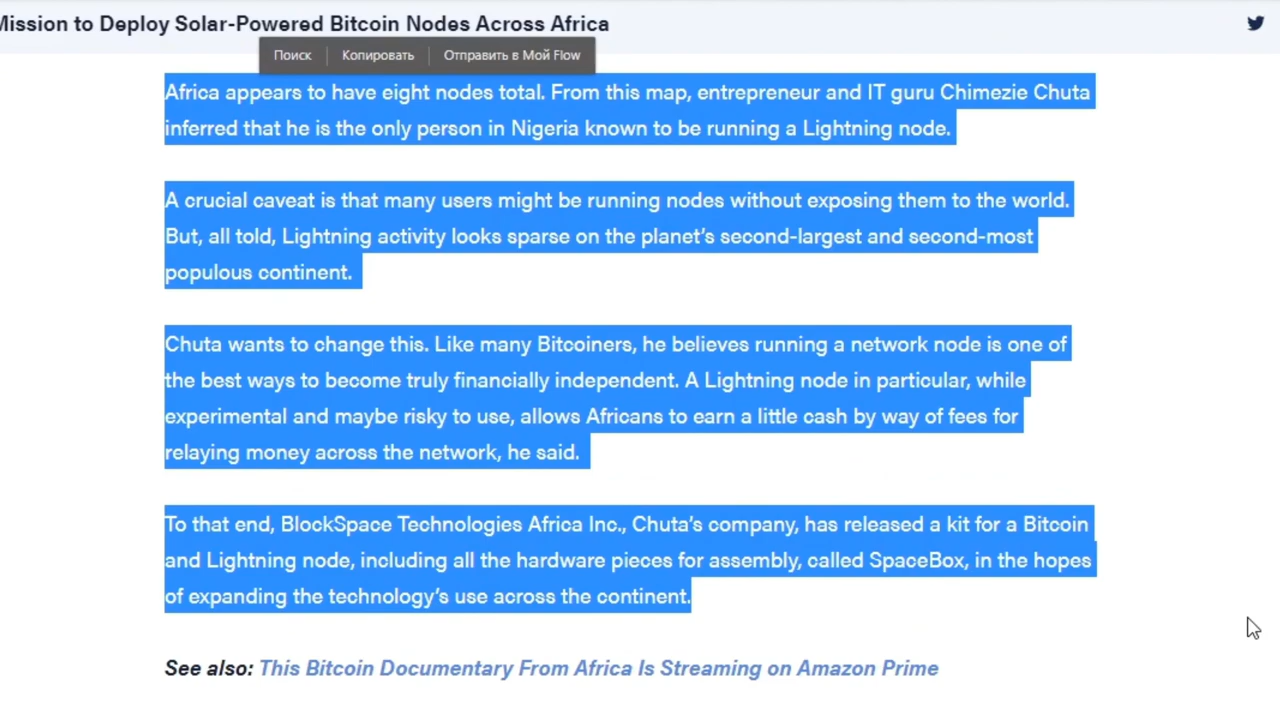 Mission to Deploy Solar-Powered Bitcoin Nodes Across Africa
Поиск
Копировать
Отправить в Мой Flow
Africa appears to have eight nodes total. From this map, entrepreneur and IT guru Chimezie Chuta
inferred that he is the only person in Nigeria known to be running a Lightning node.
A crucial caveat is that many users might be running nodes without exposing them to the world.
But, all told, Lightning activity looks sparse on the planet’s second-largest and second-most
populous continent.
Chuta wants to change this. Like many Bitcoiners, he believes running a network node is one of
the best ways to become truly financially independent. A Lightning node in particular, while
experimental and maybe risky to use, allows Africans to earn a little cash by way of fees for
relaying money across the network, he said.
To that end, BlockSpace Technologies Africa Inc., Chuta’s company, has released a kit for a Bitcoin
and Lightning node, including all the hardware pieces for assembly, called SpaceBox, in the hopes
of expanding the technology’s use across the continent.
See also: This Bitcoin Documentary From Africa Is Streaming on Amazon Prime